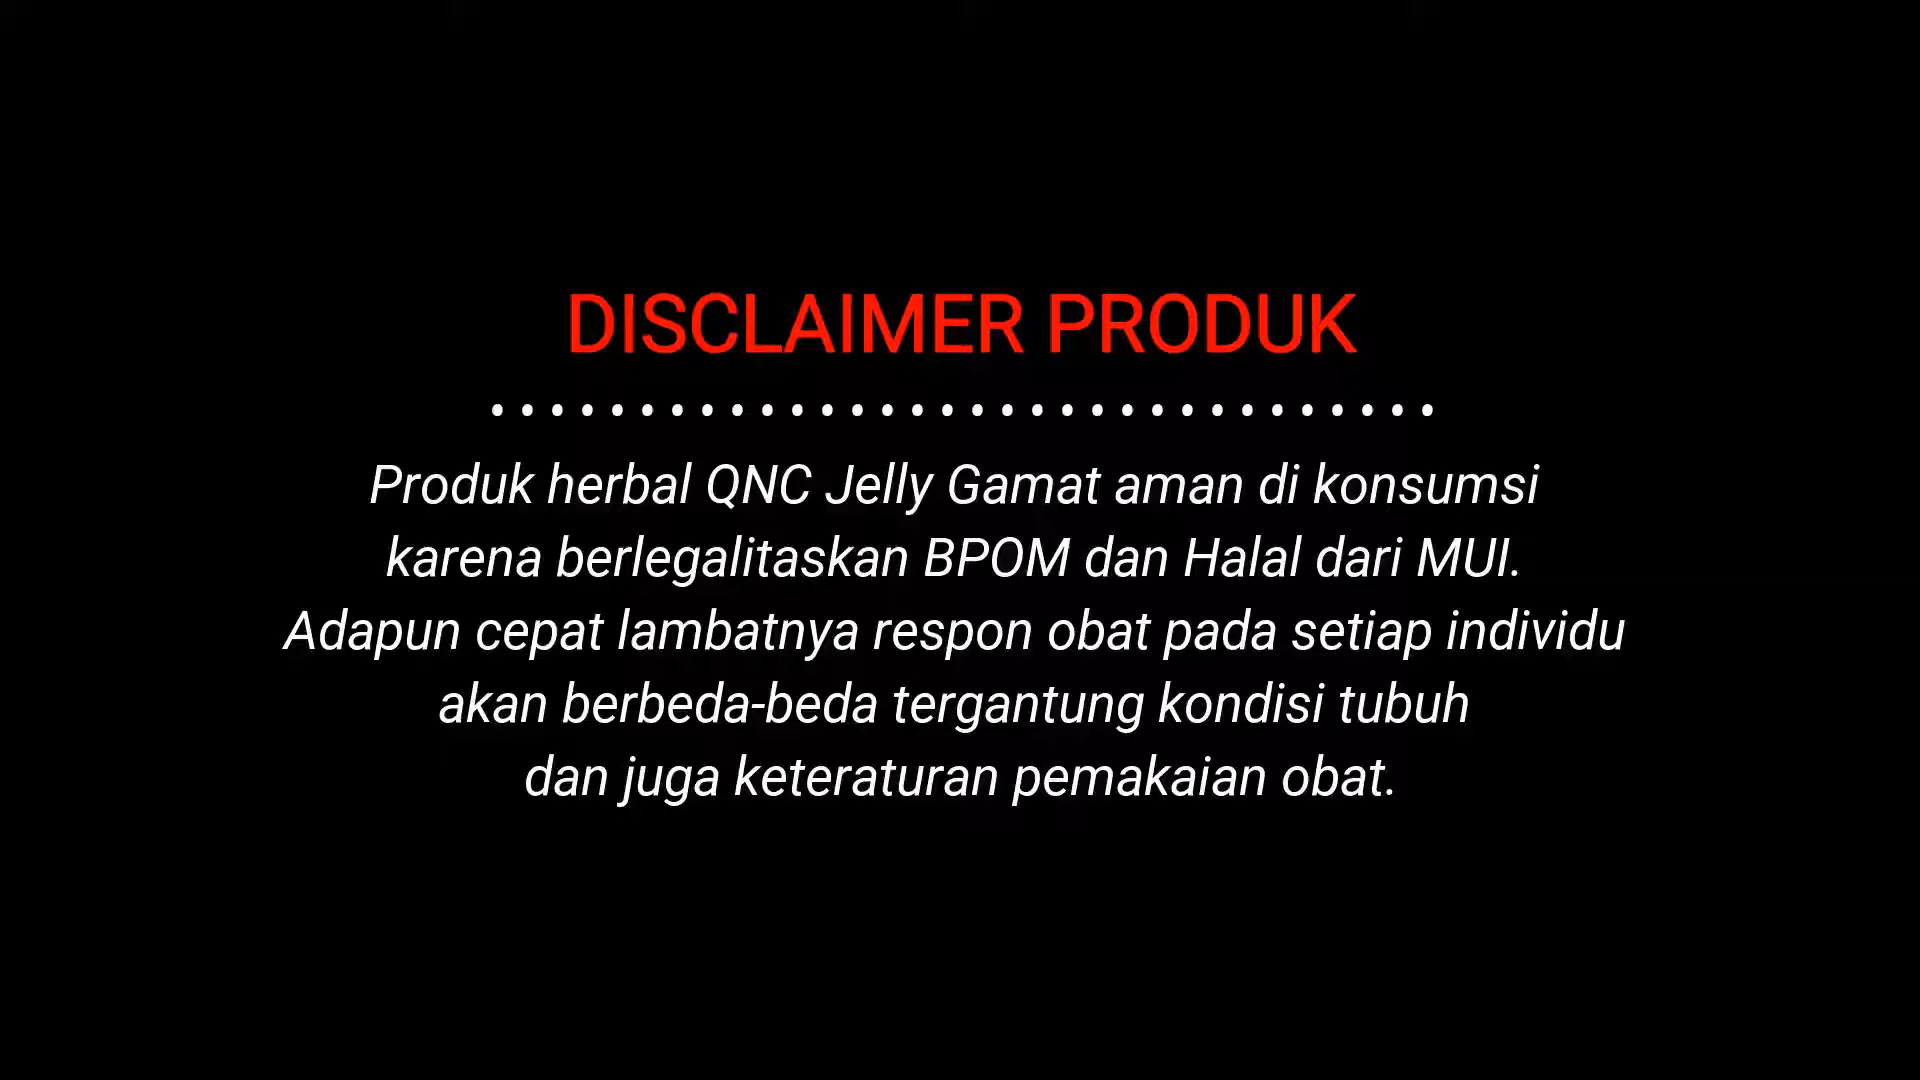 DISCLAIMER PRODUK
Produk herbal QNC Jelly Gamat aman di konsumsi
karena berlegalitaskan BPOM dan Halal dari MUI.
Adapun cepat lambatnya respon obat pada setiap individu
akan berbeda-beda tergantung kondisi tubuh
dan juga keteraturan pemakaian obat.